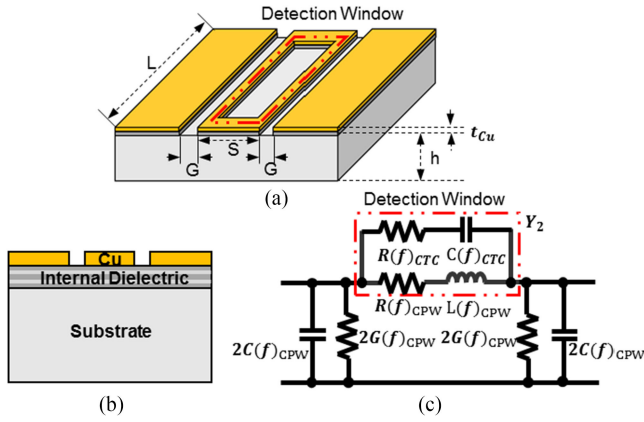 Detection Window
L
G
S
G
h
t_Cu
(a)
Cu
Internal Dielectric
Substrate
(b)
Detection Window
Y_2
R(f)_CTC C(f)_CTC
R(f)_CPW L(f)_CPW
2C(f)_CPW 2G(f)_CPW 2G(f)_CPW 2C(f)_CPW
(c)